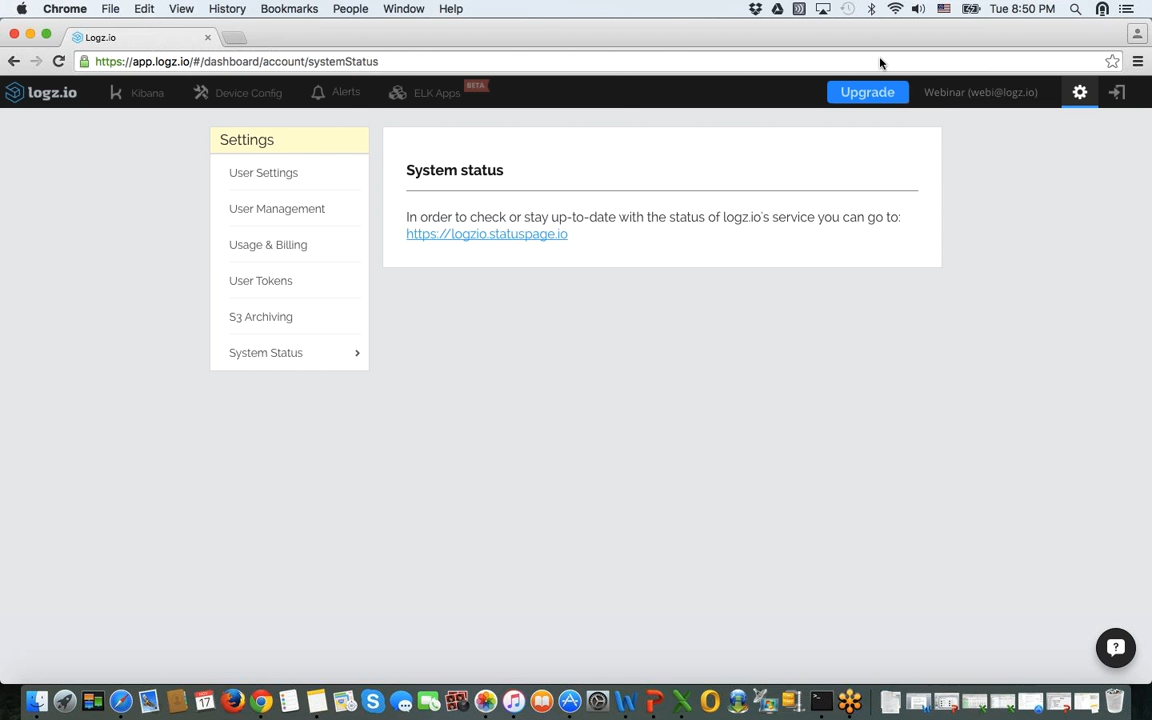 Chrome File Edit View History Bookmarks People Window Help Tue 8:50 PM
Logz.io
https://app.logz.io/#/dashboard/account/systemStatus
logz.io Kibana Device Config Alerts ELK Apps BETA Upgrade Webinar (webi@logz.io)
Settings
User Settings
User Management
Usage & Billing
User Tokens
S3 Archiving
System Status
System status
In order to check or stay up-to-date with the status of logz.io's service you can go to:
https://logzio.statuspage.io
17